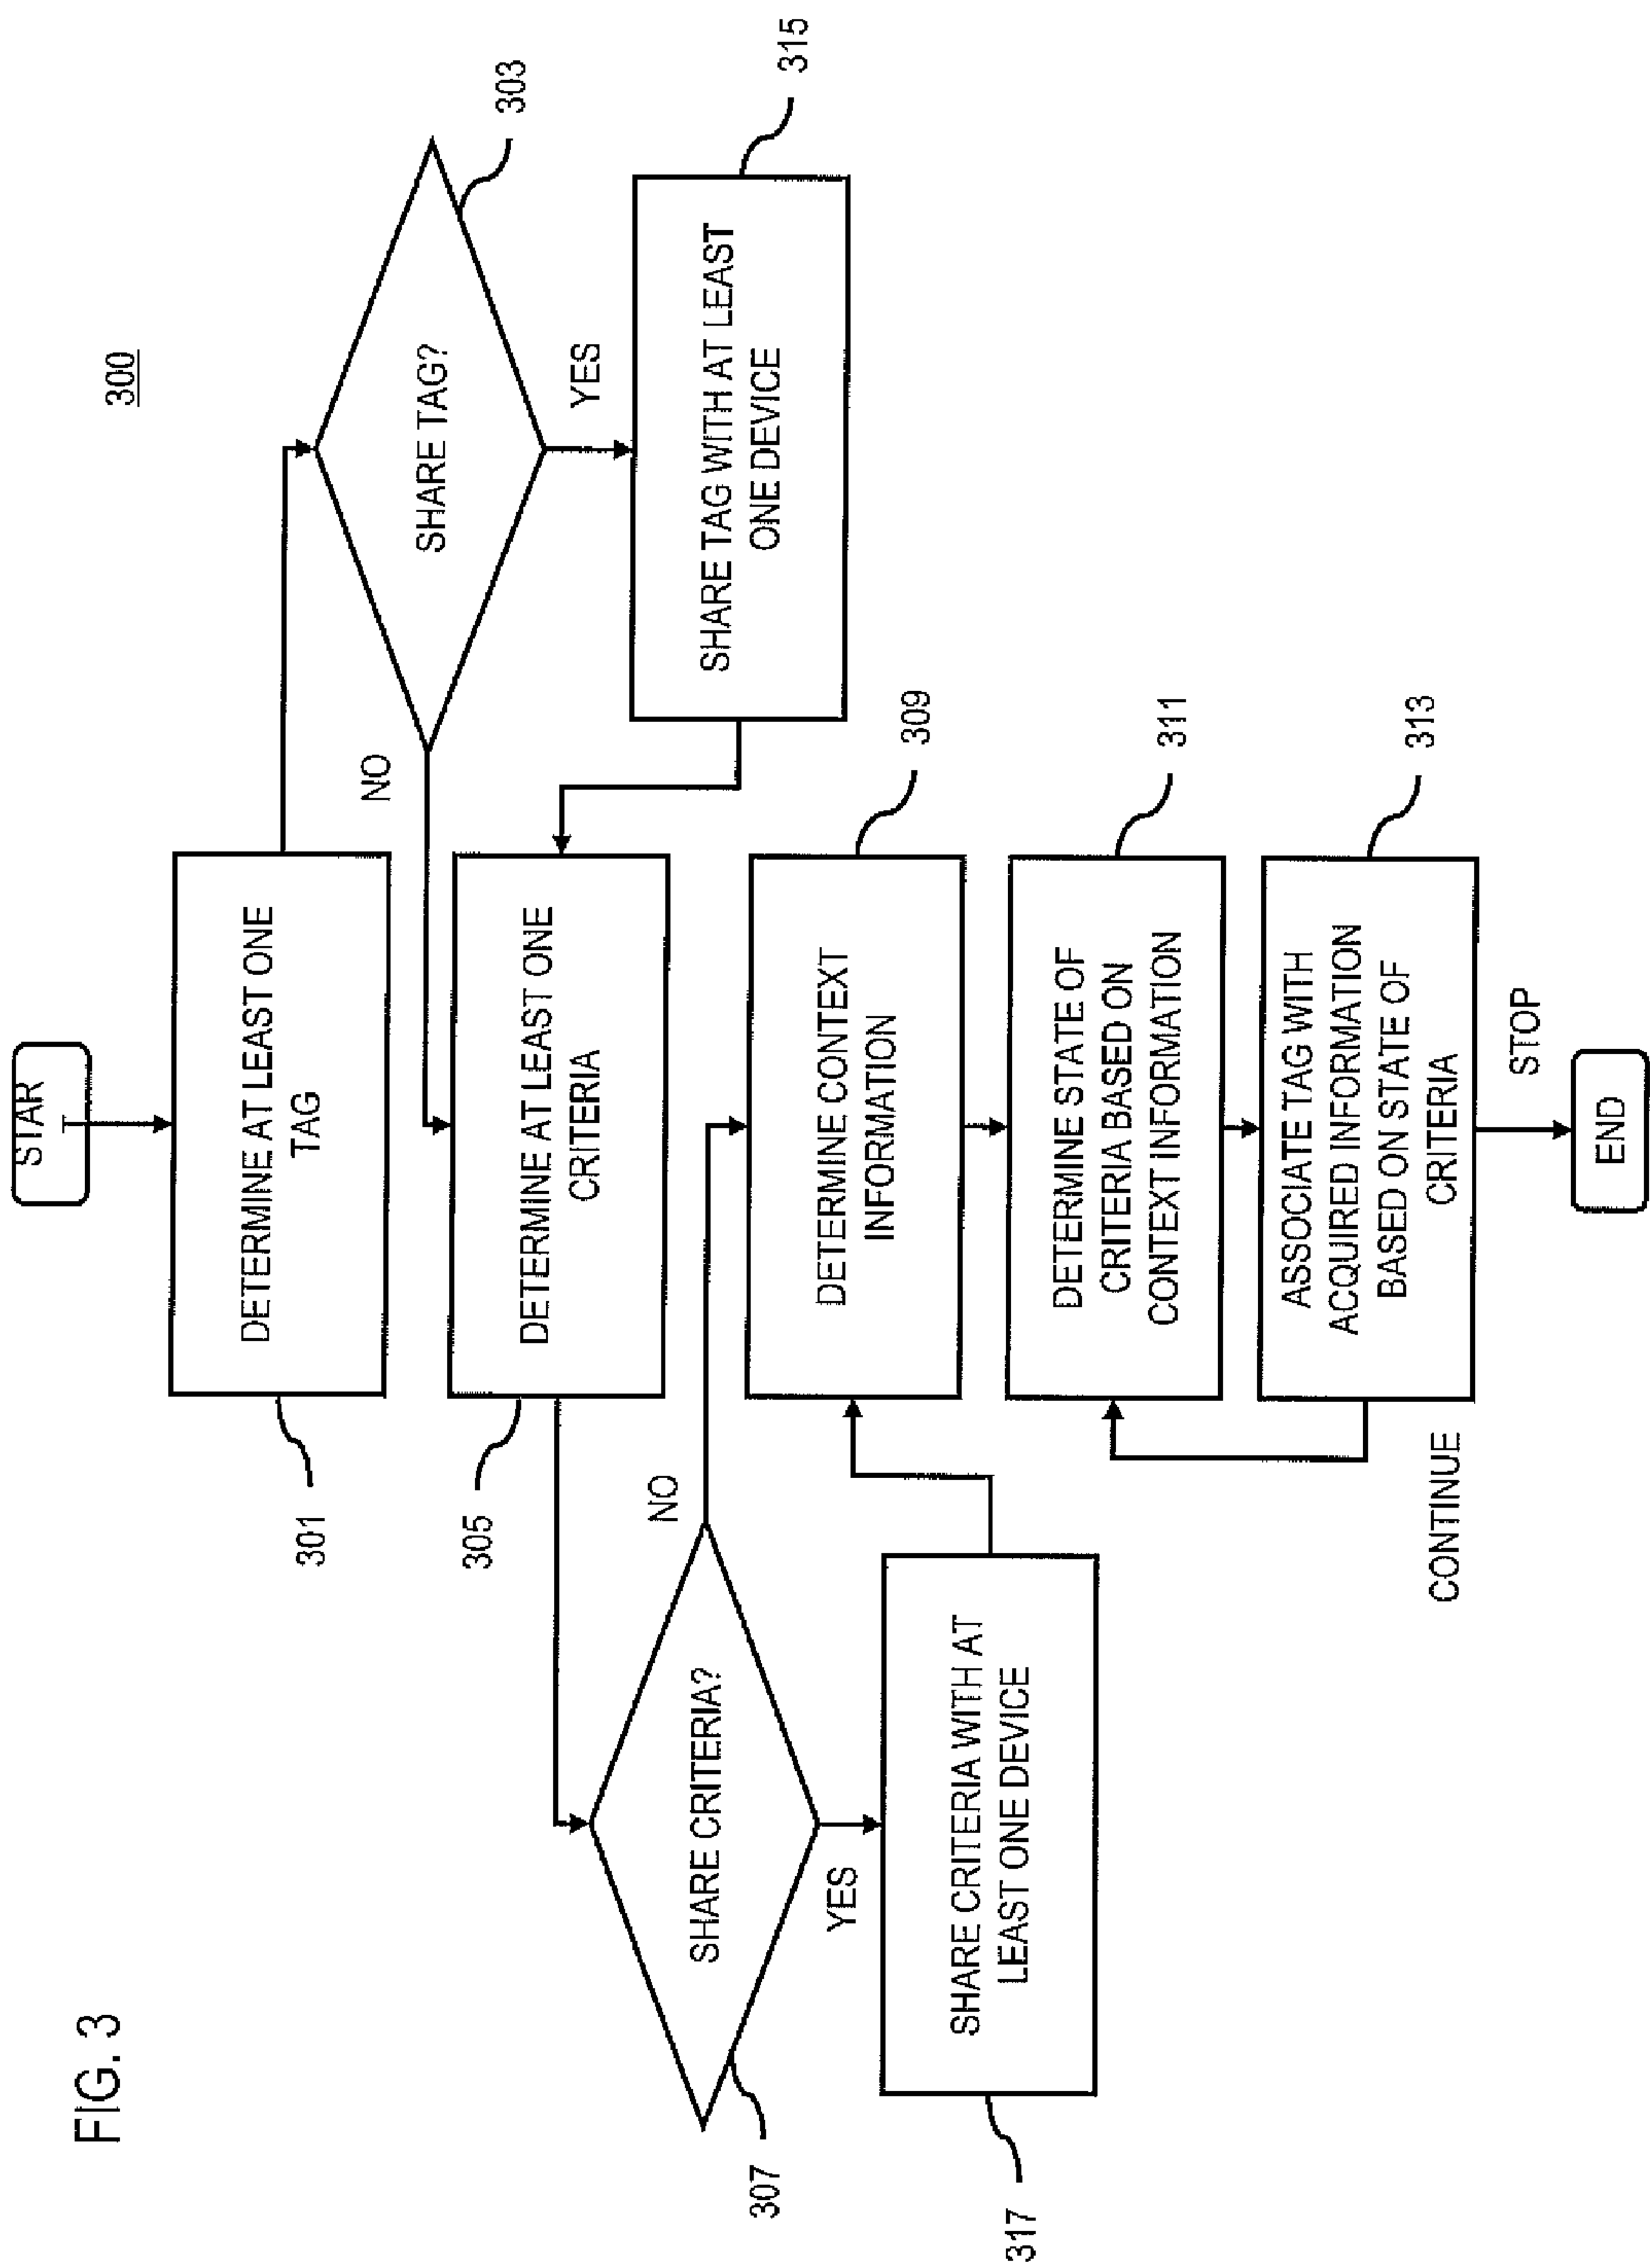 FIG. 3
300
STAR
T
DETERMINE AT LEAST ONE
TAG
301
SHARE TAG?
303
NO
YES
SHARE TAG WITH AT LEAST
ONE DEVICE
315
DETERMINE AT LEAST ONE
CRITERIA
305
SHARE CRITERIA?
307
NO
YES
SHARE CRITERIA WITH AT
LEAST ONE DEVICE
317
DETERMINE CONTEXT
INFORMATION
309
DETERMINE STATE OF
CRITERIA BASED ON
CONTEXT INFORMATION
311
ASSOCIATE TAG WITH
ACQUIRED INFORMATION
BASED ON STATE OF
CRITERIA
313
CONTINUE
STOP
END